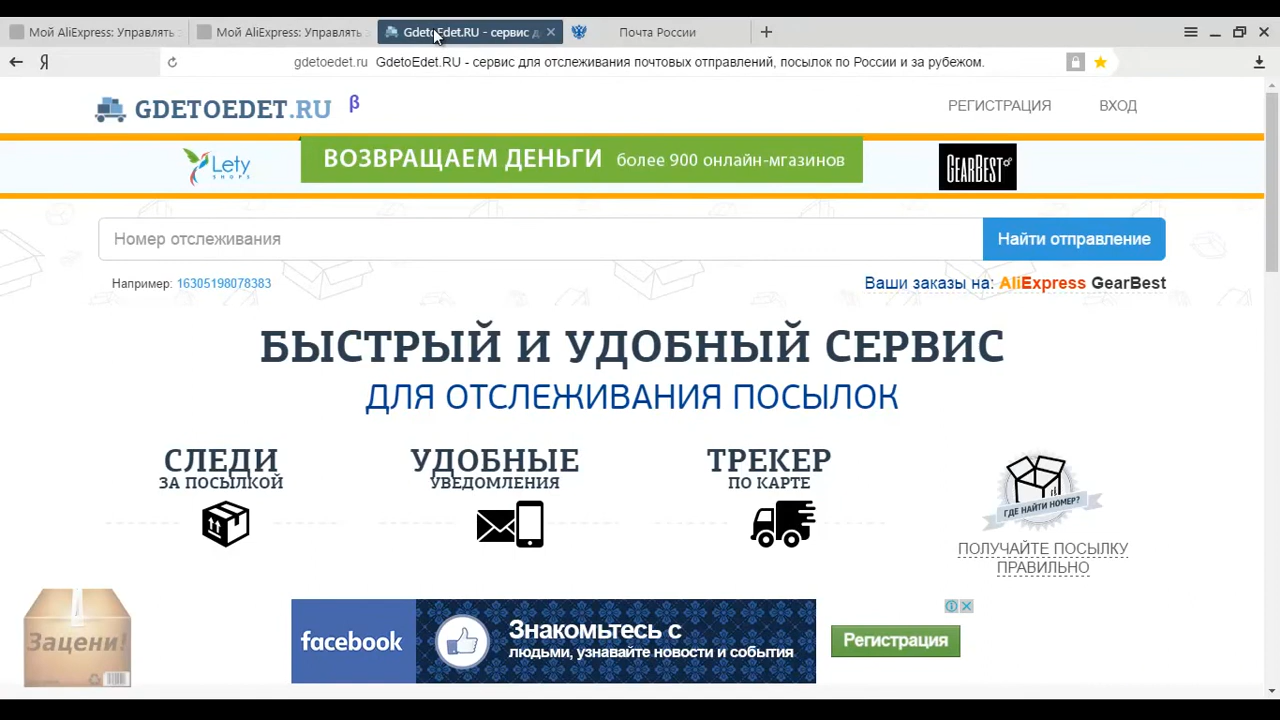 Мой AliExpress: Управлять
Мой AliExpress: Управлять
GdetoEdet.RU - сервис д
Почта России
Я
gdetoedet.ru GdetoEdet.RU - сервис для отслеживания почтовых отправлений, посылок по России и за рубежом.
GDETOEDET.RU β
РЕГИСТРАЦИЯ
ВХОД
Lety
SHOPS
ВОЗВРАЩАЕМ ДЕНЬГИ более 900 онлайн-мгазинов
GEARBEST
Номер отслеживания
Найти отправление
Например: 16305198078383
Ваши заказы на: AliExpress GearBest
БЫСТРЫЙ И УДОБНЫЙ СЕРВИС
ДЛЯ ОТСЛЕЖИВАНИЯ ПОСЫЛОК
СЛЕДИ
ЗА ПОСЫЛКОЙ
УДОБНЫЕ
УВЕДОМЛЕНИЯ
ТРЕКЕР
ПО КАРТЕ
ГДЕ НАЙТИ НОМЕР?
ПОЛУЧАЙТЕ ПОСЫЛКУ
ПРАВИЛЬНО
Зацени!
facebook
Знакомьтесь с
людьми, узнавайте новости и события
Регистрация